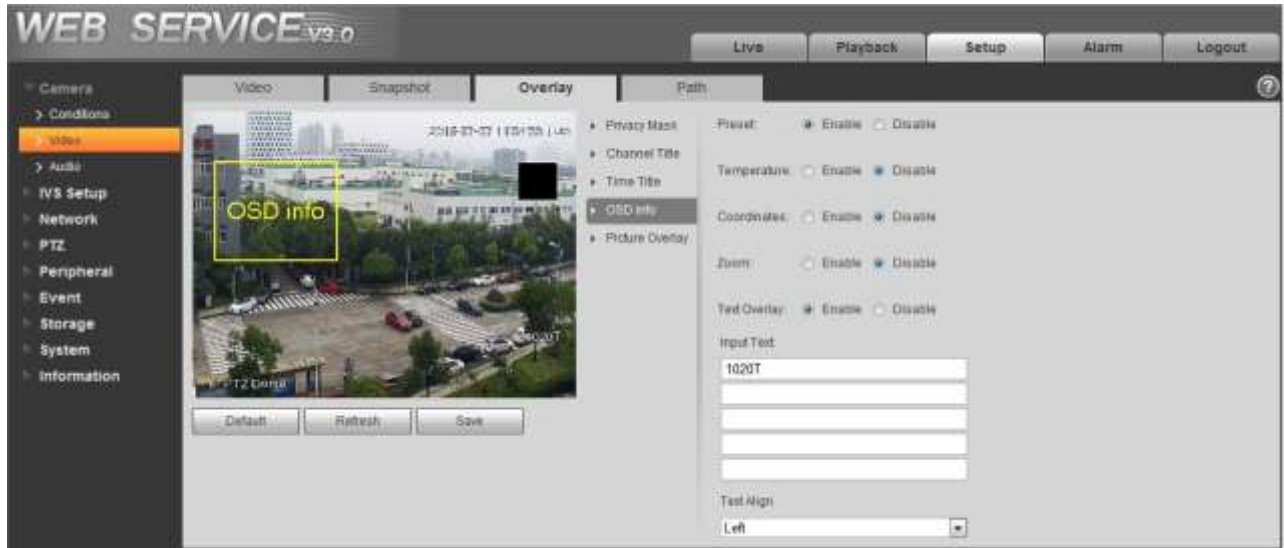 WEB SERVICE V3.0
Live
Playback
Setup
Alarm
Logout
Camera
Conditions
Video
Audio
IVS Setup
Network
PTZ
Peripheral
Event
Storage
System
Information
Video
Snapshot
Overlay
Path
OSD info
1020T
PTZ Dome
Default
Refresh
Save
Privacy Mask
Channel Title
Time Title
OSD Info
Picture Overlay
Preset: Enable Disable
Temperature: Enable Disable
Coordinates: Enable Disable
Zoom: Enable Disable
Text Overlay: Enable Disable
Input Text
1020T
Text Align
Left